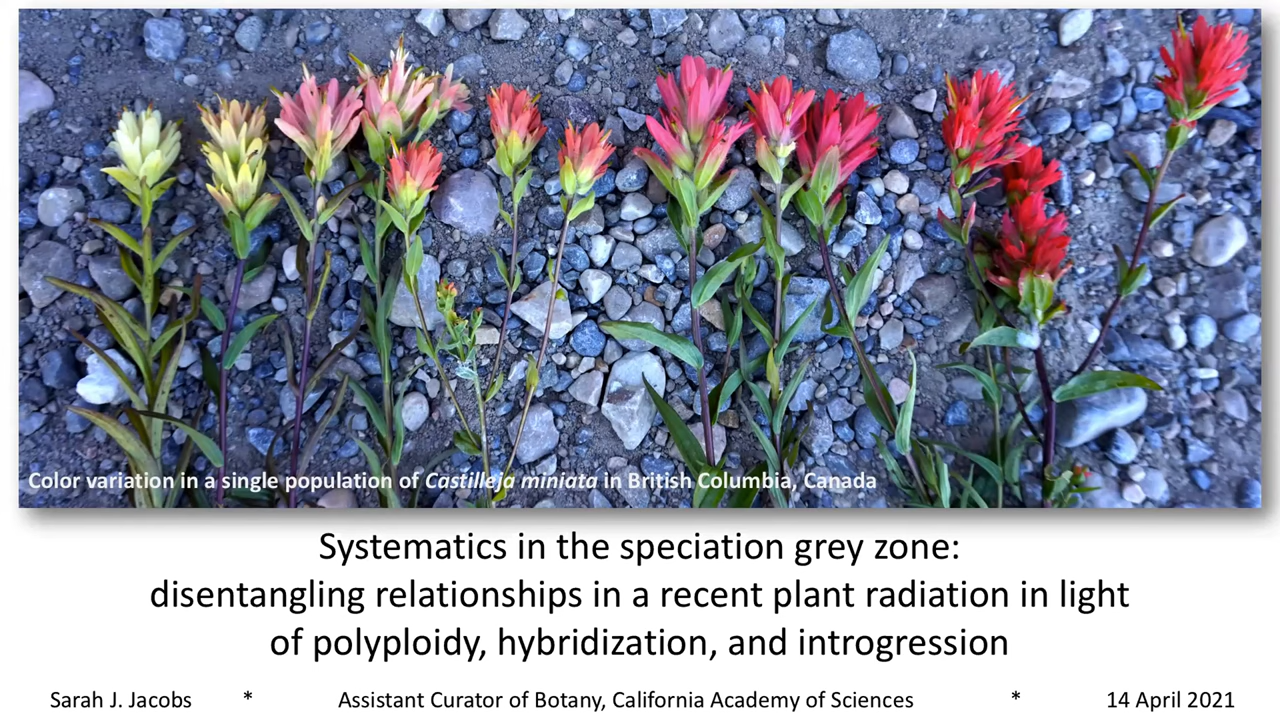 Color variation in a single population of Castilleja miniata in British Columbia, Canada
Systematics in the speciation grey zone:
disentangling relationships in a recent plant radiation in light
of polyploidy, hybridization, and introgression
Sarah J. Jacobs * Assistant Curator of Botany, California Academy of Sciences * 14 April 2021